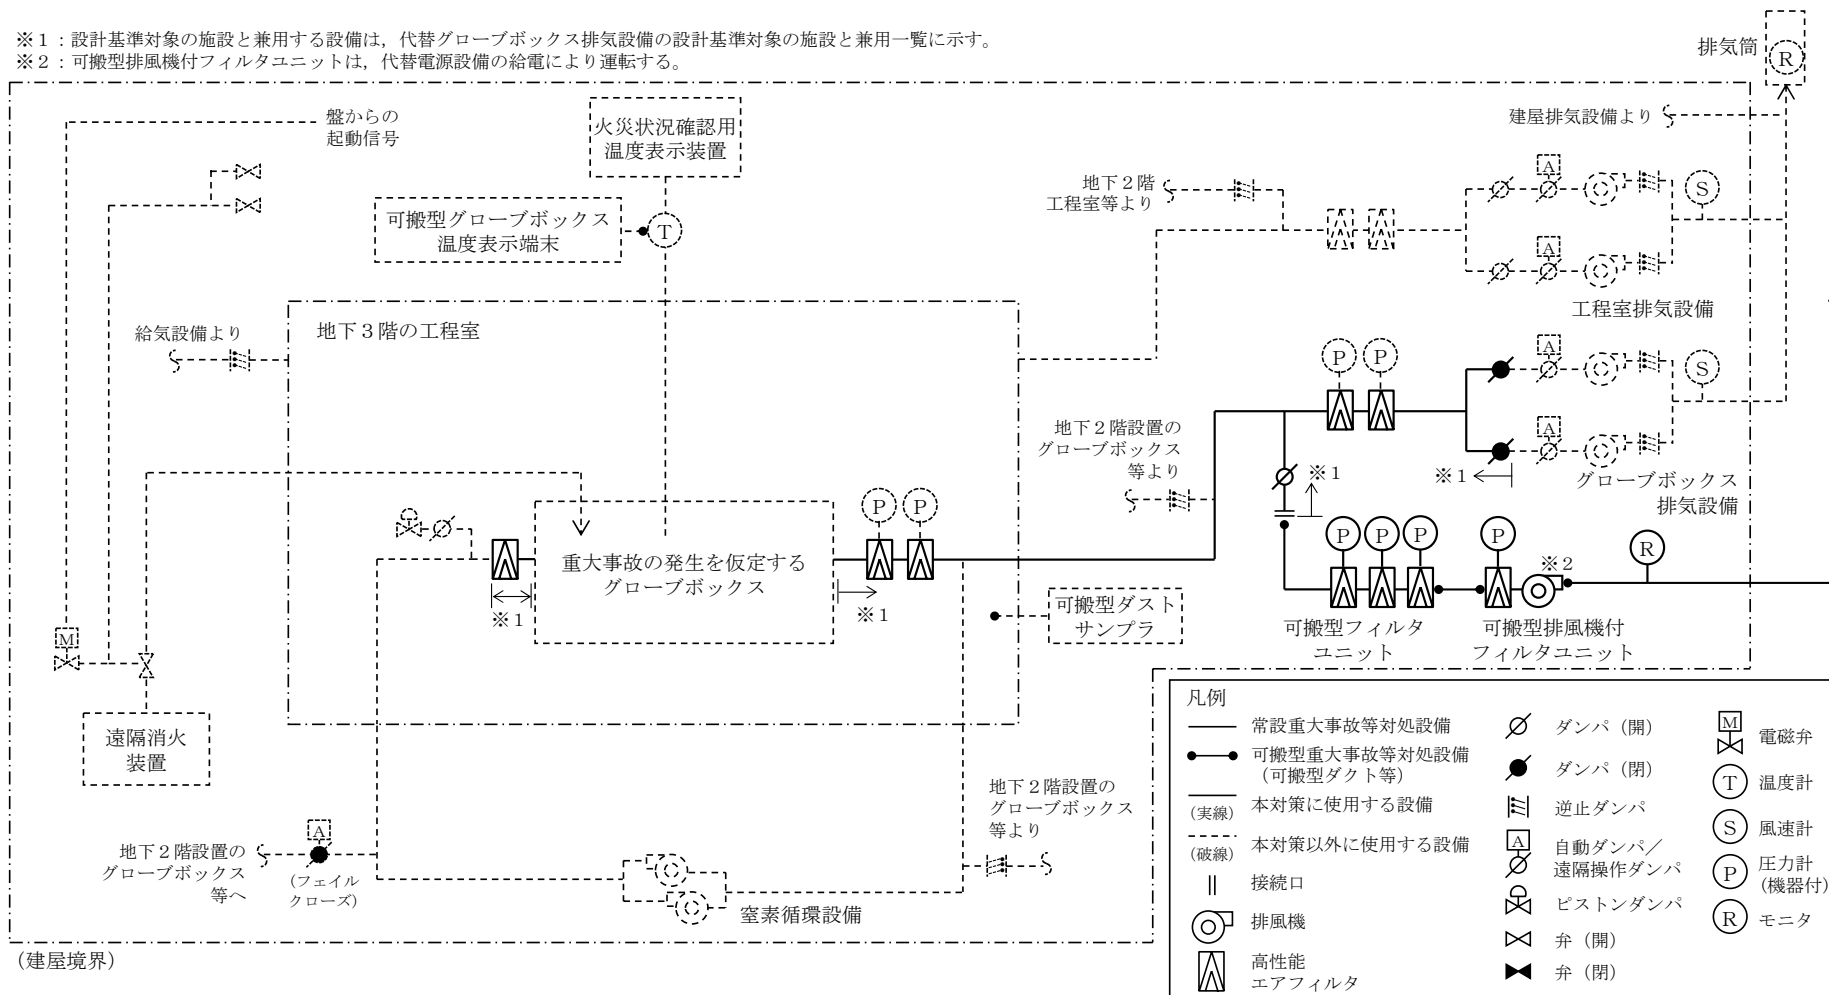 ※１：設計基準対象の施設と兼用する設備は，代替グローブボックス排気設備の設計基準対象の施設と兼用一覧に示す。
※２：可搬型排風機付フィルタユニットは，代替電源設備の給電により運転する。
排気筒
R
盤からの
起動信号
火災状況確認用
温度表示装置
可搬型グローブボックス
温度表示端末
T
建屋排気設備より
地下２階
工程室等より
A
S
A
工程室排気設備
給気設備より
地下３階の工程室
P
P
A
S
A
地下２階設置の
グローブボックス
等より
※１
※１
グローブボックス
排気設備
P
P
重大事故の発生を仮定する
グローブボックス
※１
※１
P
P
P
P
※２
R
可搬型フィルタ
ユニット
可搬型排風機付
フィルタユニット
可搬型ダスト
サンプラ
M
遠隔消火
装置
地下２階設置の
グローブボックス
等へ
A
(フェイル
クローズ)
窒素循環設備
地下２階設置の
グローブボックス
等より
(建屋境界)
凡例
常設重大事故等対処設備
可搬型重大事故等対処設備
(可搬型ダクト等)
(実線)
本対策に使用する設備
(破線)
本対策以外に使用する設備
接続口
排風機
高性能
エアフィルタ
ダンパ（開）
ダンパ（閉）
逆止ダンパ
A
自動ダンパ／
遠隔操作ダンパ
ピストンダンパ
弁（開）
弁（閉）
M
電磁弁
T
温度計
S
風速計
P
圧力計
(機器付)
R
モニタ